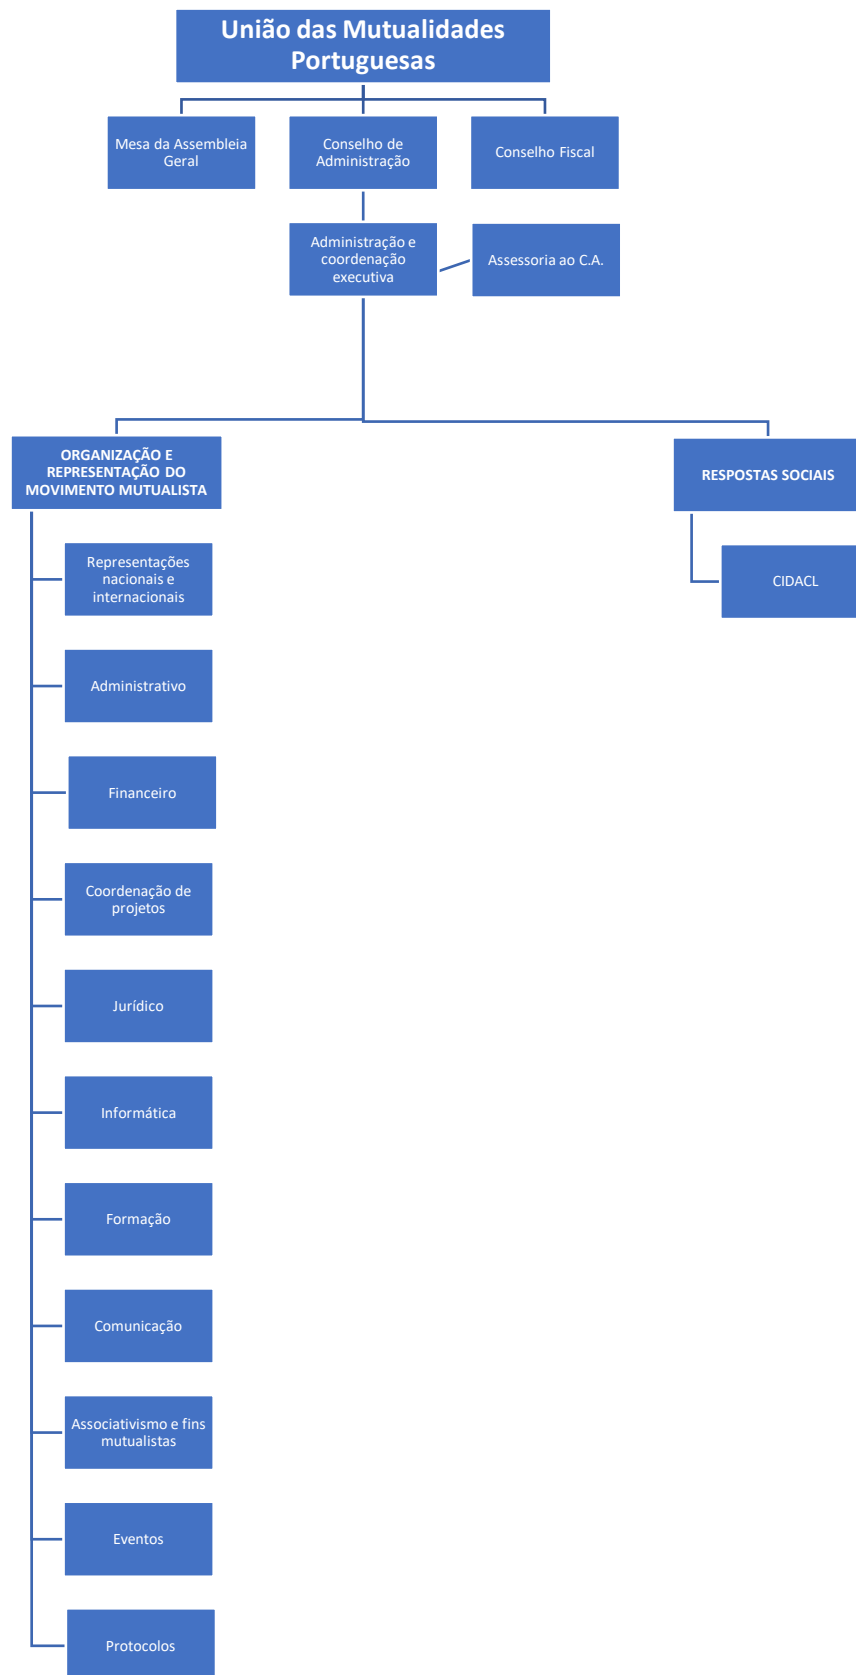 União das Mutualidades
Portuguesas
Mesa da Assembleia
Geral
Conselho de
Administração
Conselho Fiscal
Administração e
coordenação
executiva
Assessoria ao C.A.
ORGANIZAÇÃO E
REPRESENTAÇÃO DO
MOVIMENTO MUTUALISTA
RESPOSTAS SOCIAIS
Representações
nacionais e
internacionais
CIDACL
Administrativo
Financeiro
Coordenação de
projetos
Jurídico
Informática
Formação
Comunicação
Associativismo e fins
mutualistas
Eventos
Protocolos